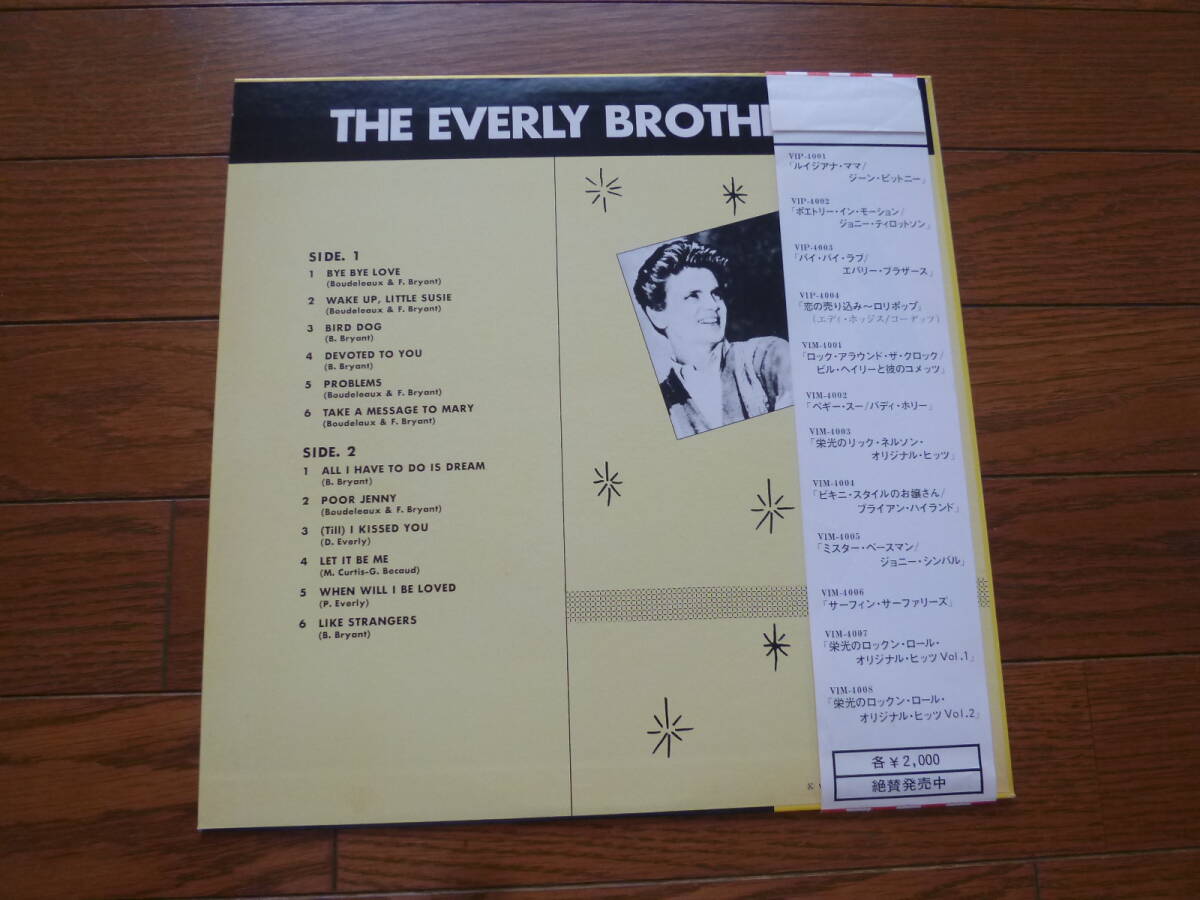 THE EVERLY BROTHE
SIDE. 1
1 BYE BYE LOVE
(Boudeleaux & F. Bryant)
2 WAKE UP, LITTLE SUSIE
(Boudeleaux & F. Bryant)
3 BIRD DOG
(B. Bryant)
4 DEVOTED TO YOU
(B. Bryant)
5 PROBLEMS
(Boudeleaux & F. Bryant)
6 TAKE A MESSAGE TO MARY
(Boudelaux & F. Bryant)
SIDE. 2
1 ALL I HAVE TO DO IS DREAM
(B. Bryant)
2 POOR JENNY
(Boudeleaux & F. Bryant)
3 (Till) I KISSED YOU
(D. Everly)
4 LET IT BE ME
(M. Curtis-G. Becaud)
5 WHEN WILL I BE LOVED
(P. Everly)
6 LIKE STRANGERS
(B. Bryant)
VIP-4001
「ルイジアナ・ママ/
ジーン・ピットニー」
VIP-4002
「ポエトリー・イン・モーション/
ジョニー・ティロットソン」
VIP-4003
「バイ・バイ・ラブ/
エバリー・ブラザース」
VIP-4004
「恋の売り込み〜ロリポップ」
(エディ・ホッジス/コーデッツ)
VIM-4001
「ロック・アラウンド・ザ・クロック/
ビル・ヘイリーと彼のコメッツ」
VIM-4002
「ペギー・スー/バディ・ホリー」
VIM-4003
「栄光のリック・ネルソン・
オリジナル・ヒッツ」
VIM-4004
「ビキニ・スタイルのお嬢さん/
ブライアン・ハイランド」
VIM-4005
「ミスター・ベースマン/
ジョニー・シンバル」
VIM-4006
「サーフィン・サーファリーズ」
VIM-4007
「栄光のロックン・ロール・
オリジナル・ヒッツ Vol.1」
VIM-4008
「栄光のロックン・ロール・
オリジナル・ヒッツ Vol.2」
各¥2,000
絶賛発売中